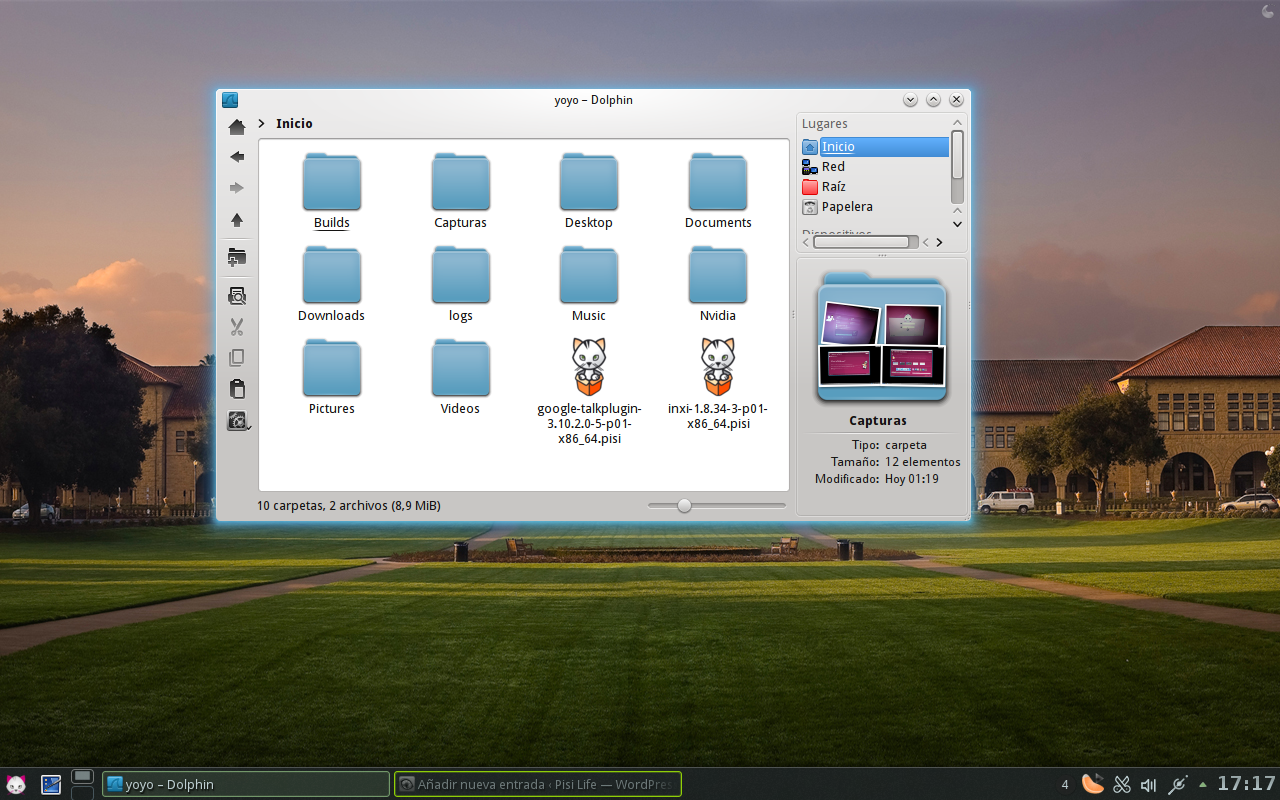 yoyo – Dolphin
Inicio
Builds
Capturas
Desktop
Documents
Downloads
logs
Music
Nvidia
Pictures
Videos
google-talkplugin-
3.10.2.0-5-p01-
x86_64.pisi
inxi-1.8.34-3-p01-
x86_64.pisi
10 carpetas, 2 archivos (8,9 MiB)
Lugares
Inicio
Red
Raíz
Papelera
Dispositivos
Capturas
Tipo: carpeta
Tamaño: 12 elementos
Modificado: Hoy 01:19
yoyo – Dolphin
Añadir nueva entrada ‹ Pisi Life — WordPres
4
17:17